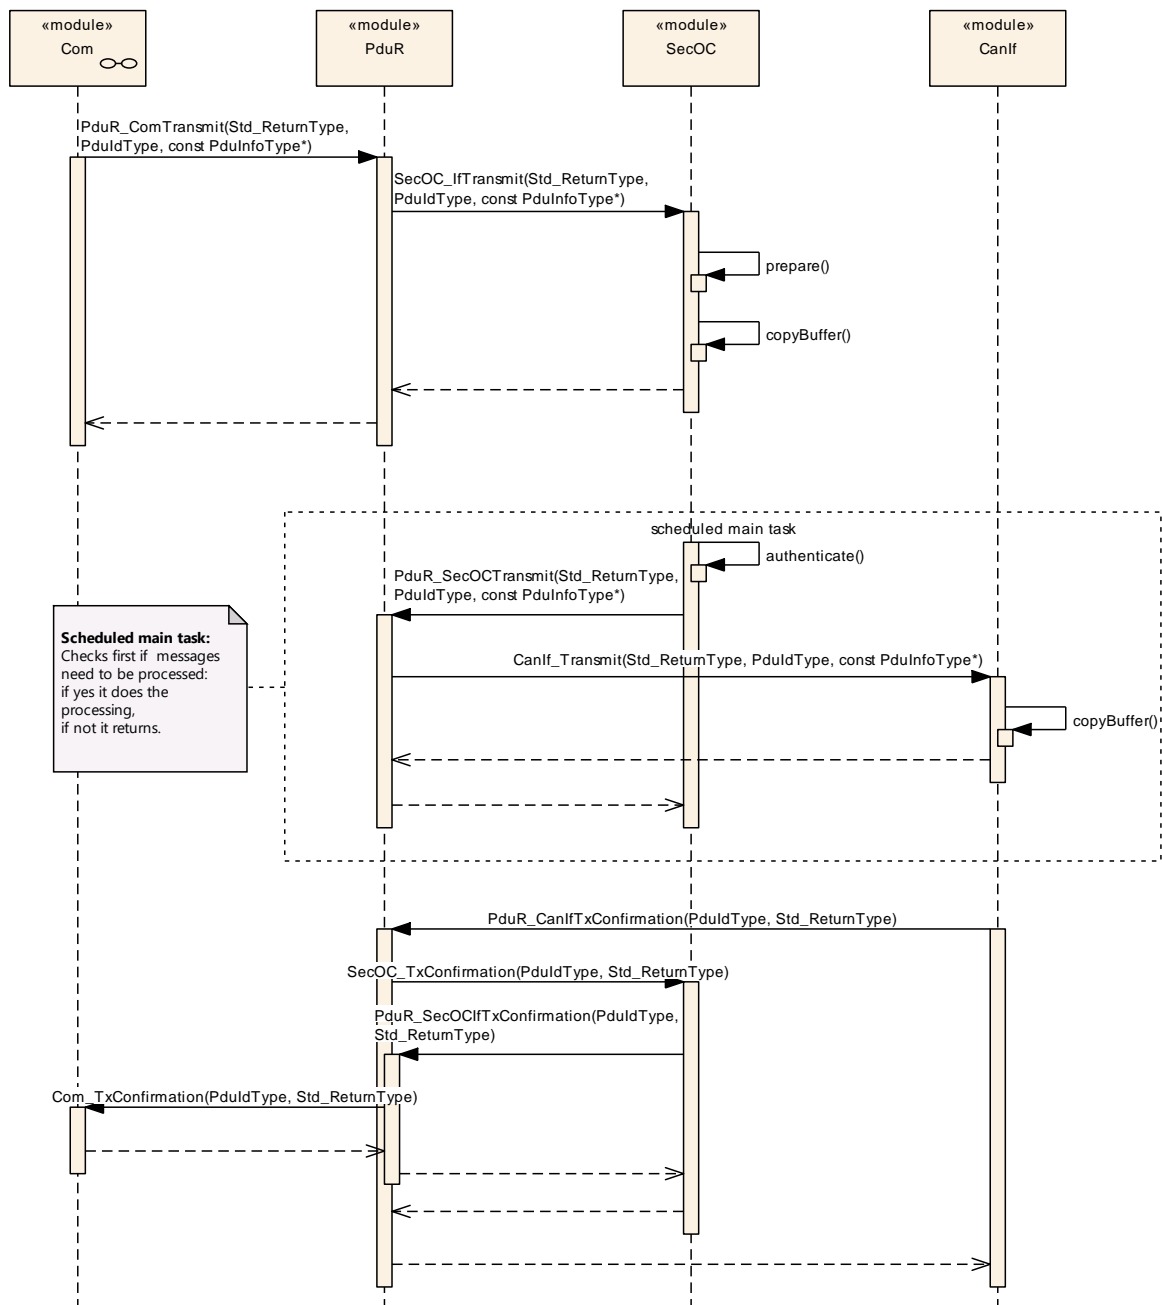 «module»
Com
«module»
PduR
«module»
SecOC
«module»
CanIf
PduR_ComTransmit(Std_ReturnType,
PduIdType, const PduInfoType*)
SecOC_IfTransmit(Std_ReturnType,
PduIdType, const PduInfoType*)
prepare()
copyBuffer()
scheduled main task
authenticate()
PduR_SecOCTransmit(Std_ReturnType,
PduIdType, const PduInfoType*)
Scheduled main task:
Checks first if messages
need to be processed:
if yes it does the
processing,
if not it returns.
CanIf_Transmit(Std_ReturnType, PduIdType, const PduInfoType*)
copyBuffer()
PduR_CanIfTxConfirmation(PduIdType, Std_ReturnType)
SecOC_TxConfirmation(PduIdType, Std_ReturnType)
PduR_SecOCIfTxConfirmation(PduIdType,
Std_ReturnType)
Com_TxConfirmation(PduIdType, Std_ReturnType)